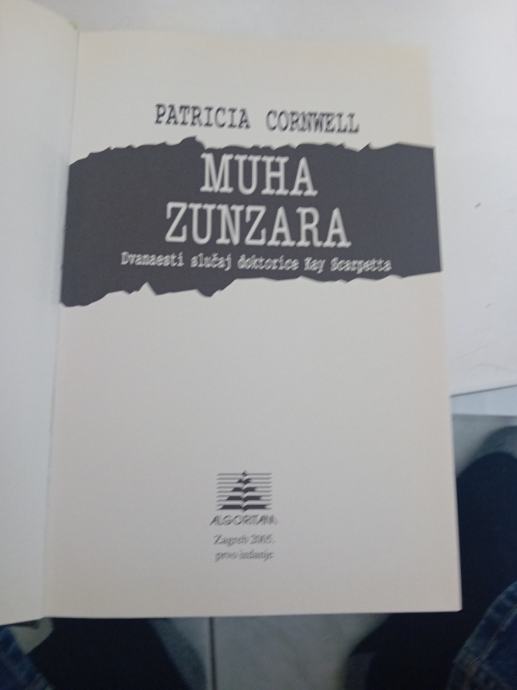 PATRICIA CORNWELL
MUHA
ZUNZARA
Dvanaesti slučaj doktorice Kay Scarpetta
ALGORITAM
Zagreb 2005.
prvo izdanje